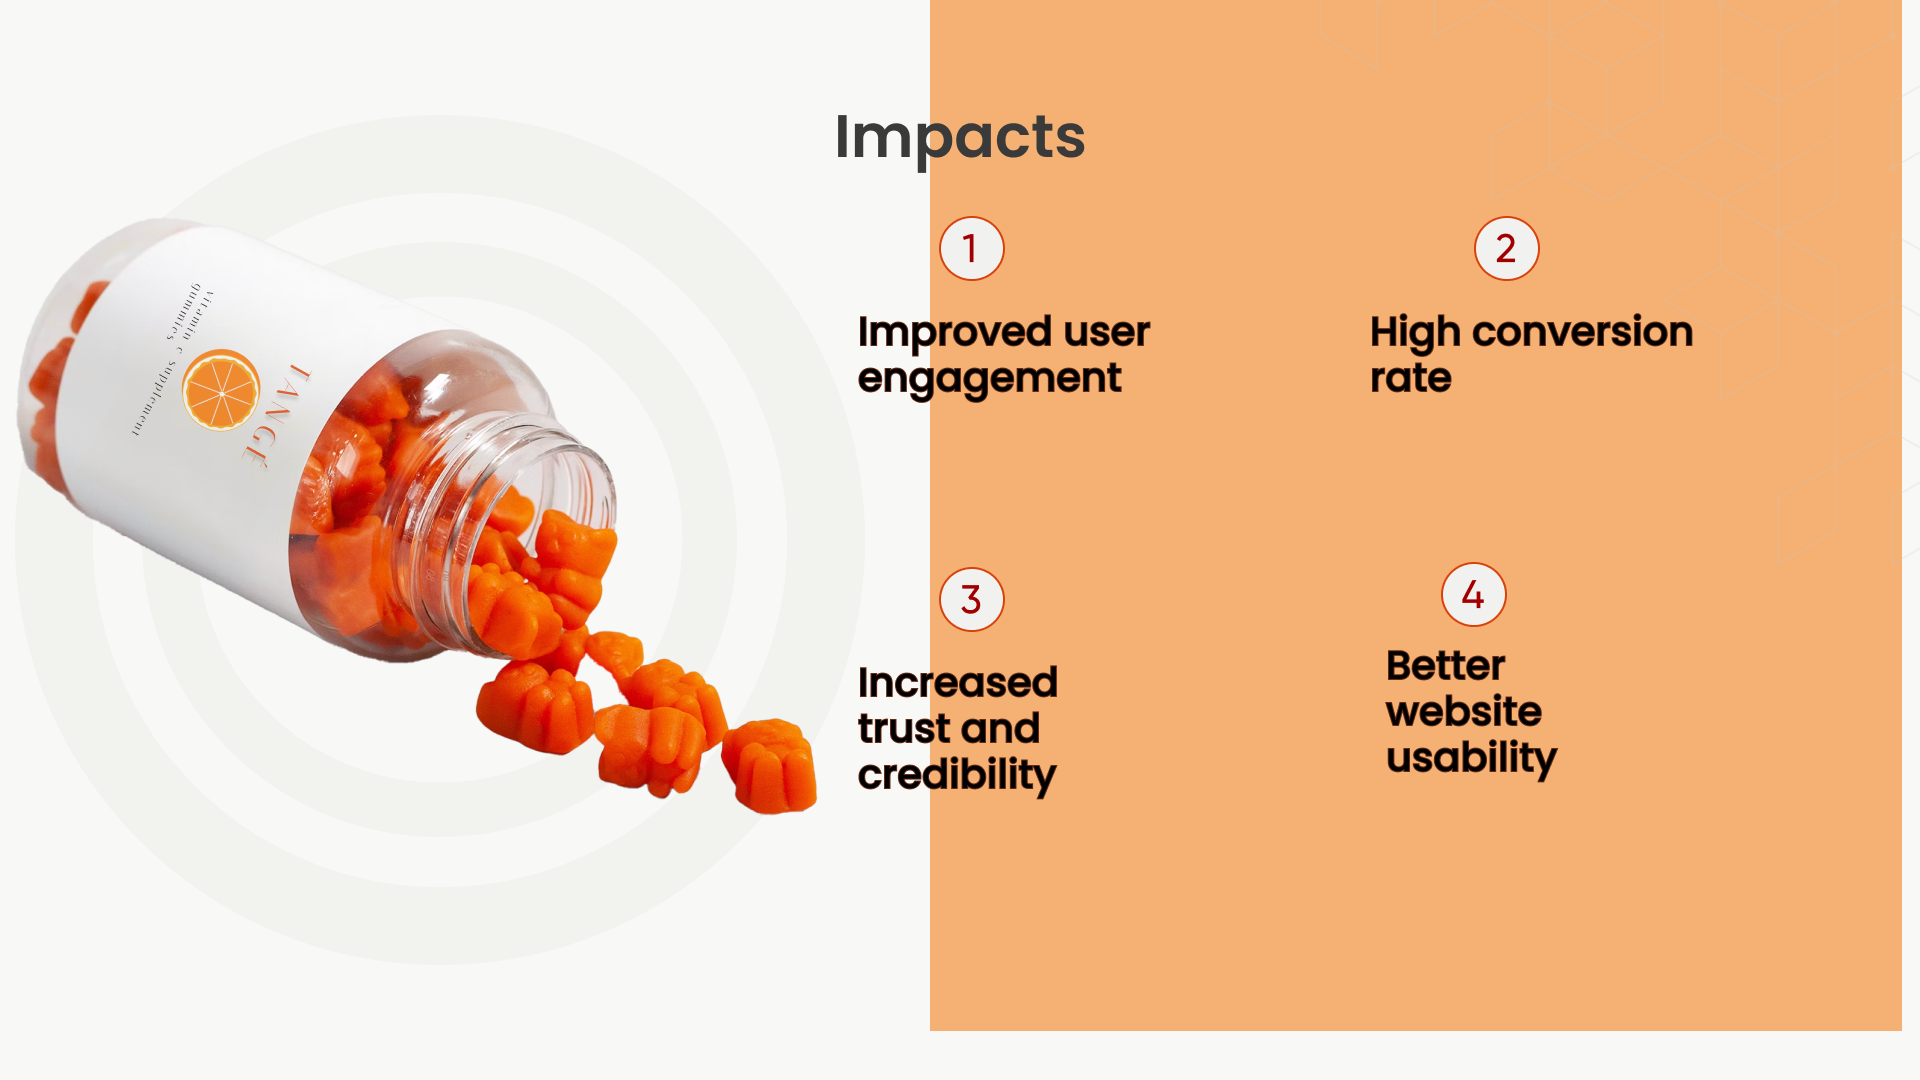 Impacts
1
Improved user
engagement
2
High conversion
rate
3
Increased
trust and
credibility
4
Better
website
usability
TANGÉ
vitamin c supplement
gummies